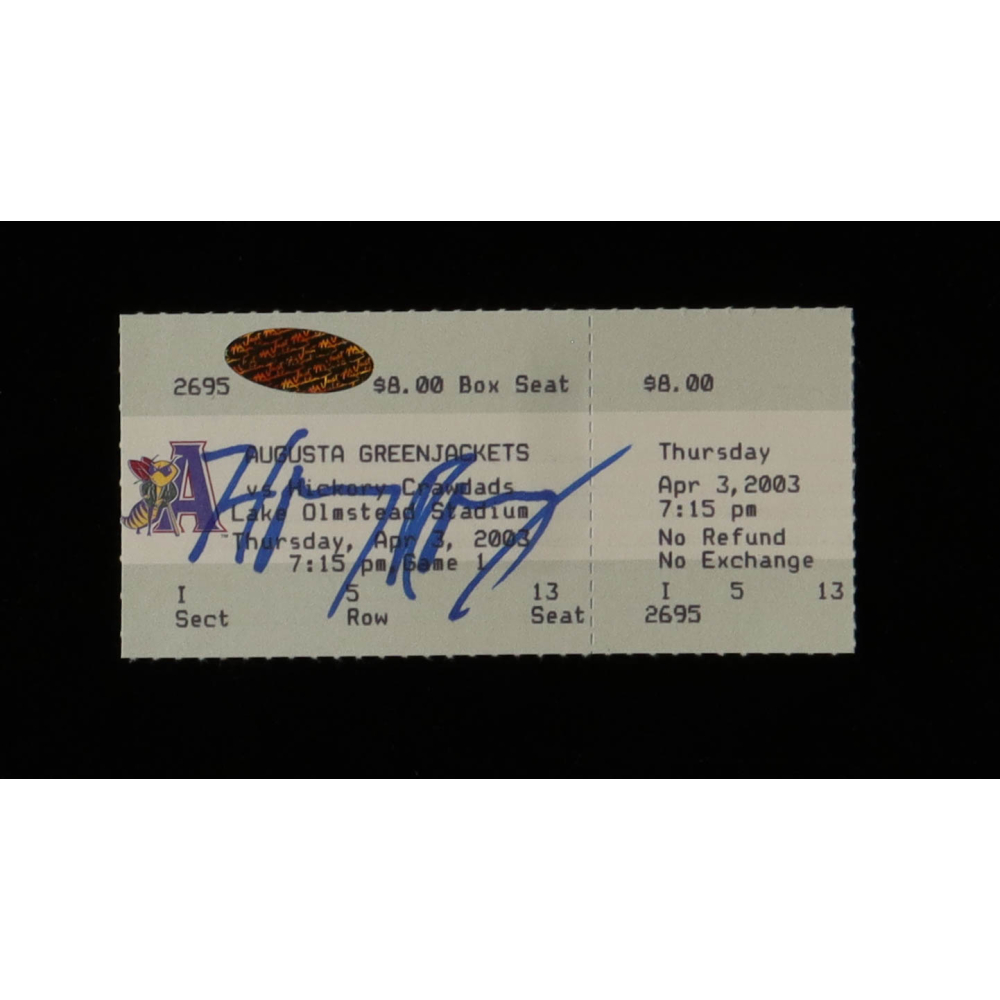 2695 $8.00 Box Seat
AUGUSTA GREENJACKETS
vs Hickory Crawdads
Lake Olmstead Stadium
Thursday, Apr 3, 2003
7:15 pm, Game 1
I 5 13
Sect Row Seat
A
TM
$8.00
Thursday
Apr 3, 2003
7:15 pm
No Refund
No Exchange
I 5 13
2695